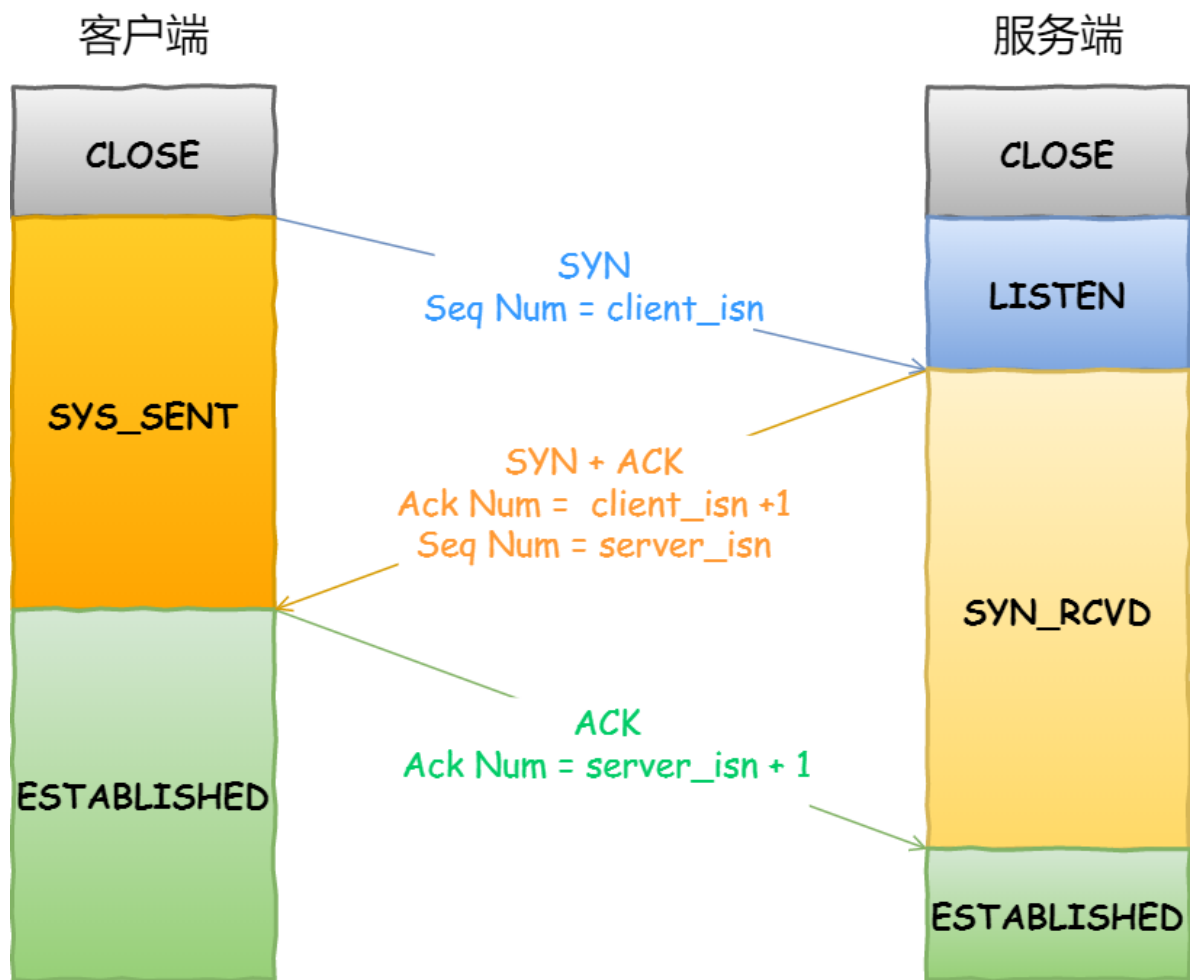 客户端
服务端
CLOSE
CLOSE
SYN
Seq Num = client_isn
LISTEN
SYS_SENT
SYN + ACK
Ack Num = client_isn +1
Seq Num = server_isn
SYN_RCVD
ACK
Ack Num = server_isn + 1
ESTABLISHED
ESTABLISHED